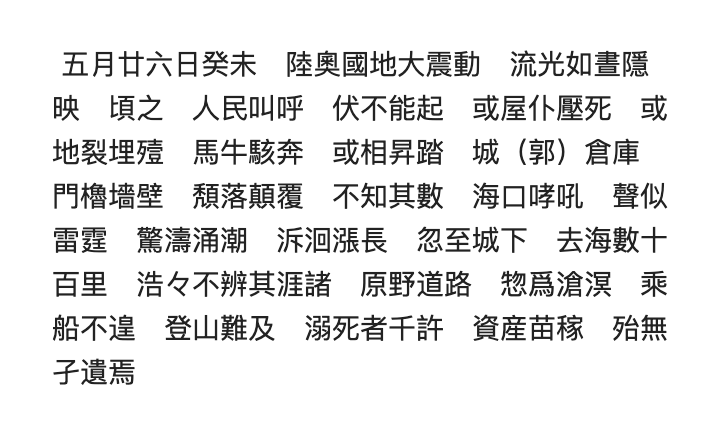 五月廿六日癸未　陸奧國地大震動　流光如晝隱
映　頃之　人民叫呼　伏不能起　或屋仆壓死　或
地裂埋殪　馬牛駭奔　或相昇踏　城（郭）倉庫
門櫓墻壁　頽落顛覆　不知其數　海口哮吼　聲似
雷霆　驚濤涌潮　泝洄漲長　忽至城下　去海數十
百里　浩々不辨其涯諸　原野道路　惣爲滄溟　乘
船不遑　登山難及　溺死者千許　資産苗稼　殆無
孑遺焉